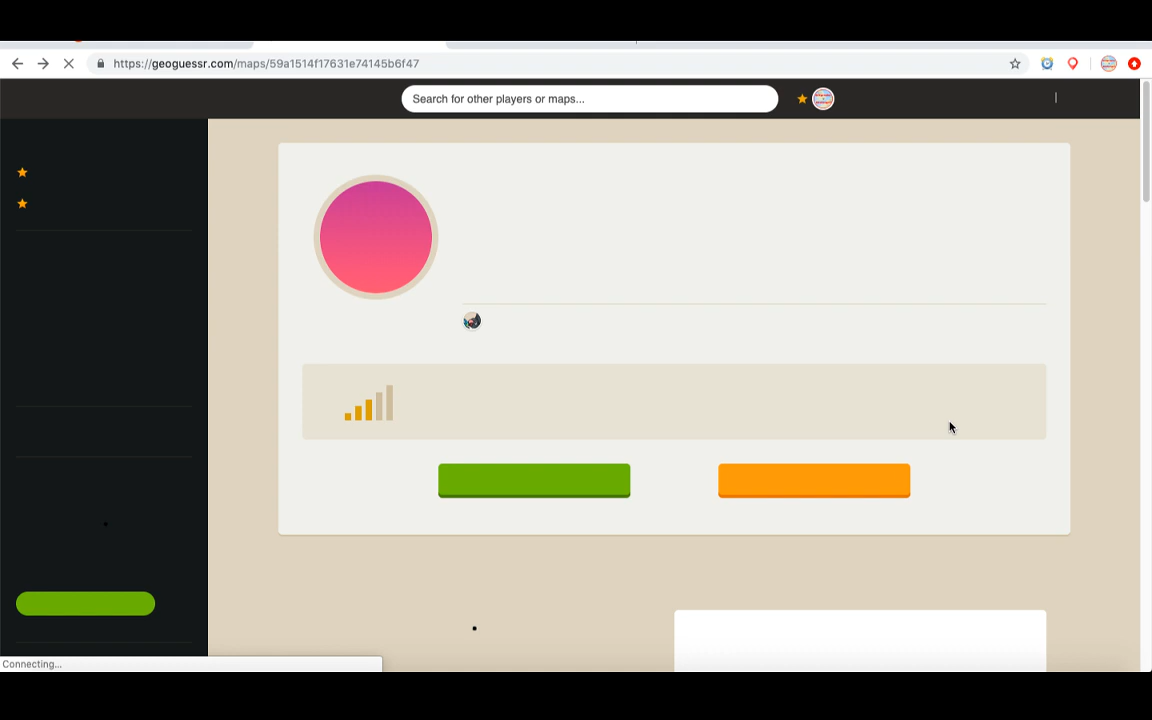 https://geoguessr.com/maps/59a1514f17631e74145b6f47
Search for other players or maps...
Connecting...